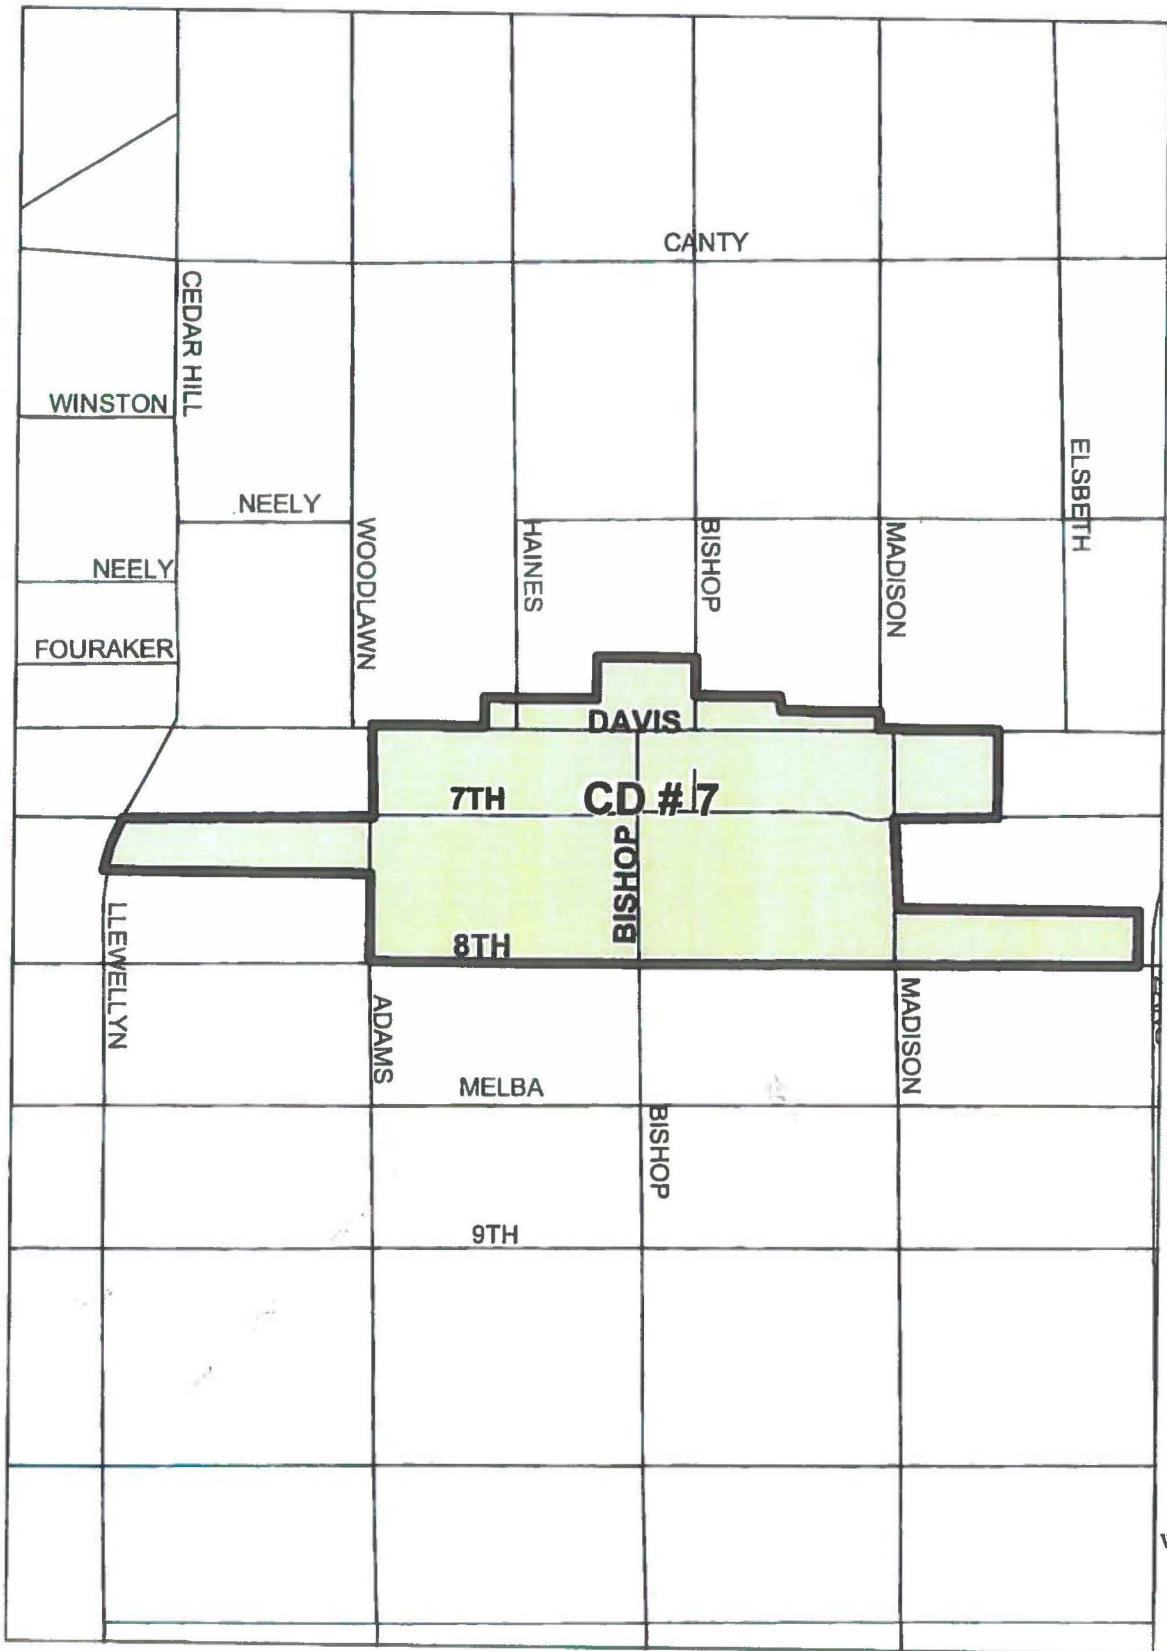 CANTY
CEDAR HILL
WINSTON
ELSBETH
NEELY
WOODLAWN
HAINES
BISHOP
MADISON
NEELY
FOURAKER
DAVIS
7TH
CD # 7
BISHOP
8TH
LLEWELLYN
ADAMS
MADISON
MELBA
BISHOP
9TH